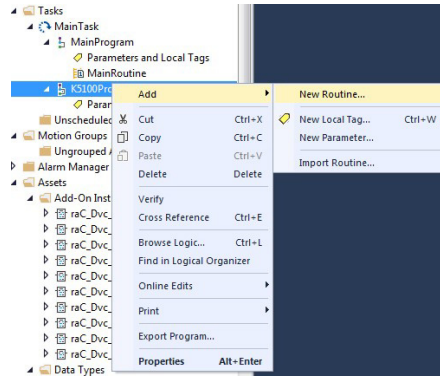 Tasks
MainTask
MainProgram
Parameters and Local Tags
MainRoutine
K5100Pro
Param
Unscheduled
Motion Groups
Ungrouped
Alarm Manager
Assets
Add-On Inst
raC_Dvc_
raC_Dvc_
raC_Dvc_
raC_Dvc_
raC_Dvc_
raC_Dvc_
raC_Dvc_
raC_Dvc_
Data Types
Add
Cut Ctrl+X
Copy Ctrl+C
Paste Ctrl+V
Delete Delete
Verify
Cross Reference Ctrl+E
Browse Logic... Ctrl+L
Find in Logical Organizer
Online Edits
Print
Export Program...
Properties Alt+Enter
New Routine...
New Local Tag... Ctrl+W
New Parameter...
Import Routine...